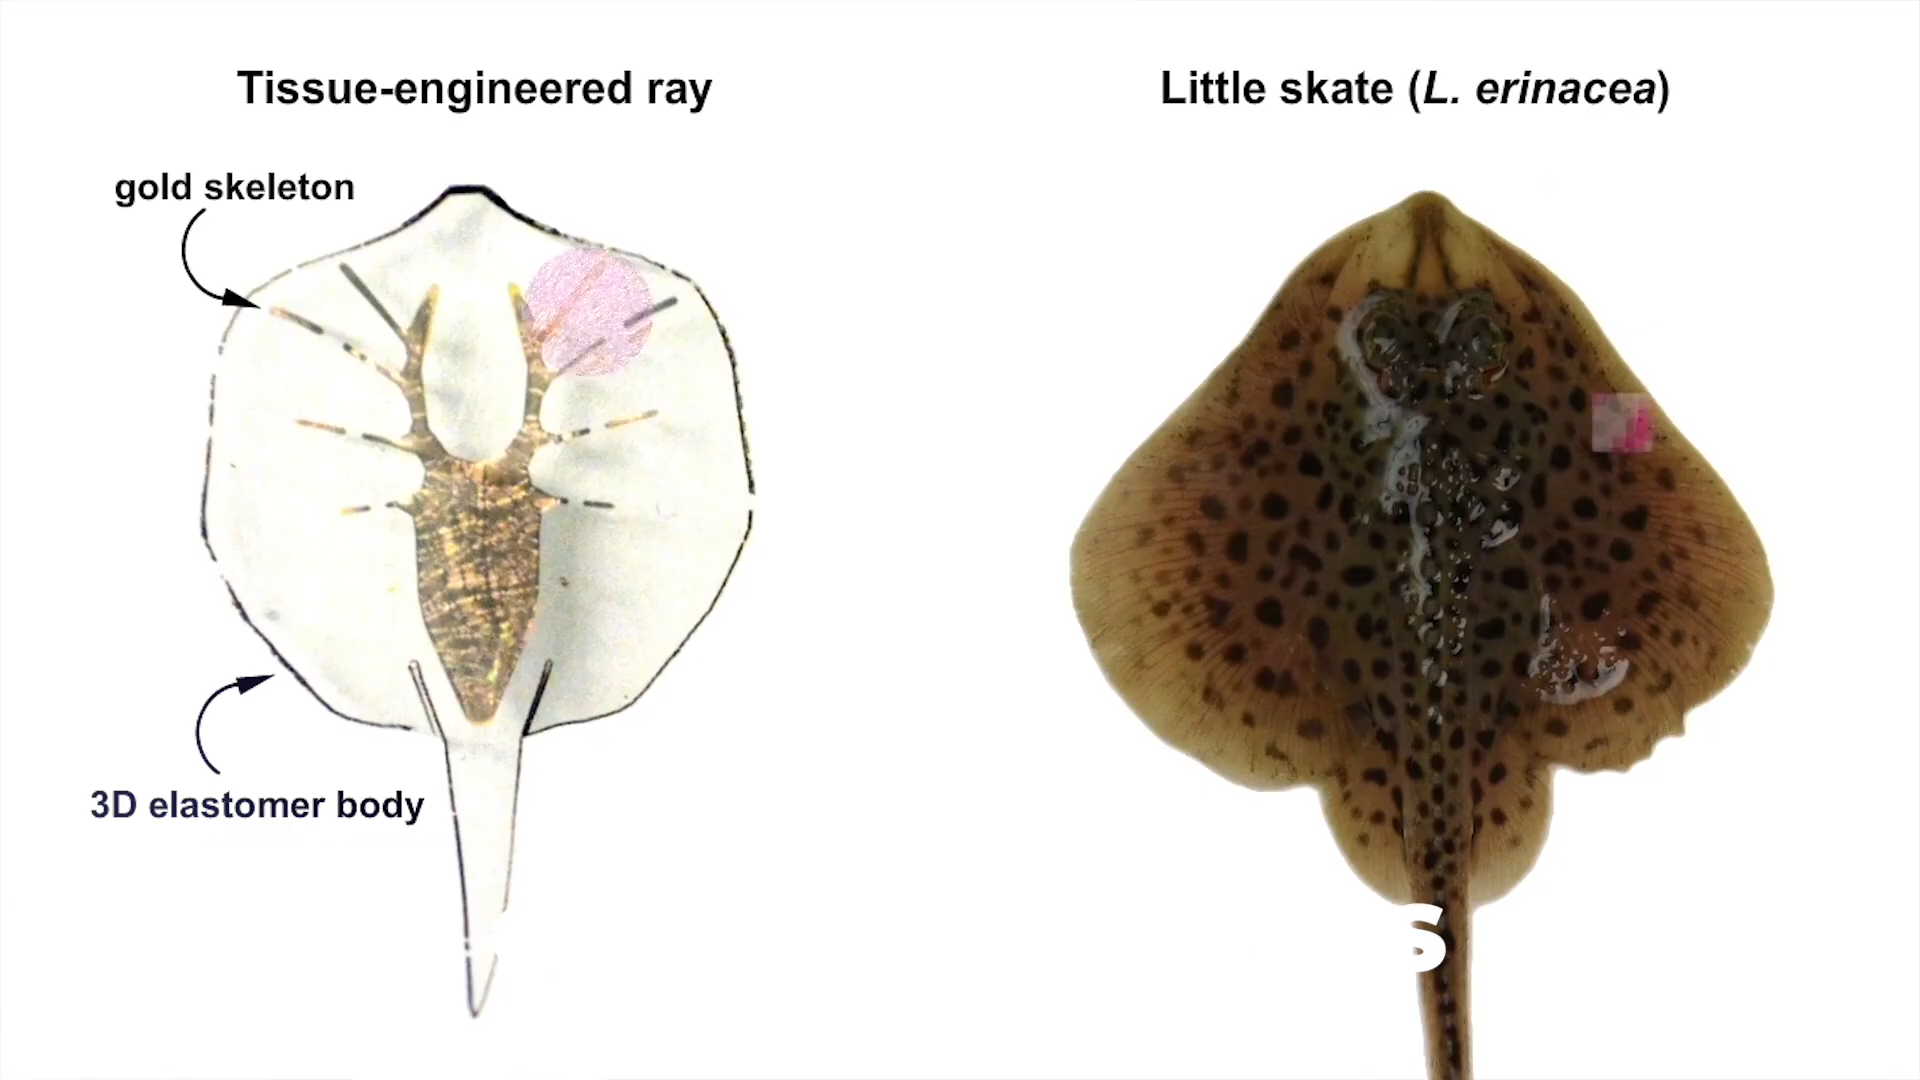 Tissue-engineered ray
Little skate (L. erinacea)
gold skeleton
3D elastomer body
s